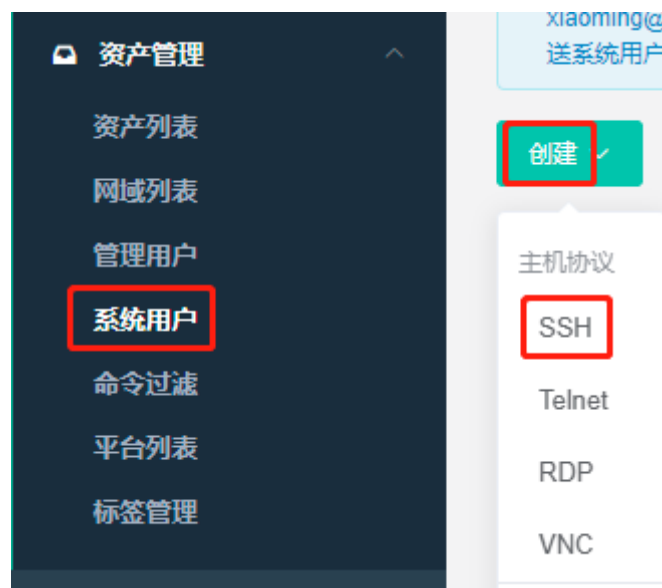 资产管理
资产列表
网域列表
管理用户
系统用户
命令过滤
平台列表
标签管理
xiaoming@
送系统用户
创建
主机协议
SSH
Telnet
RDP
VNC